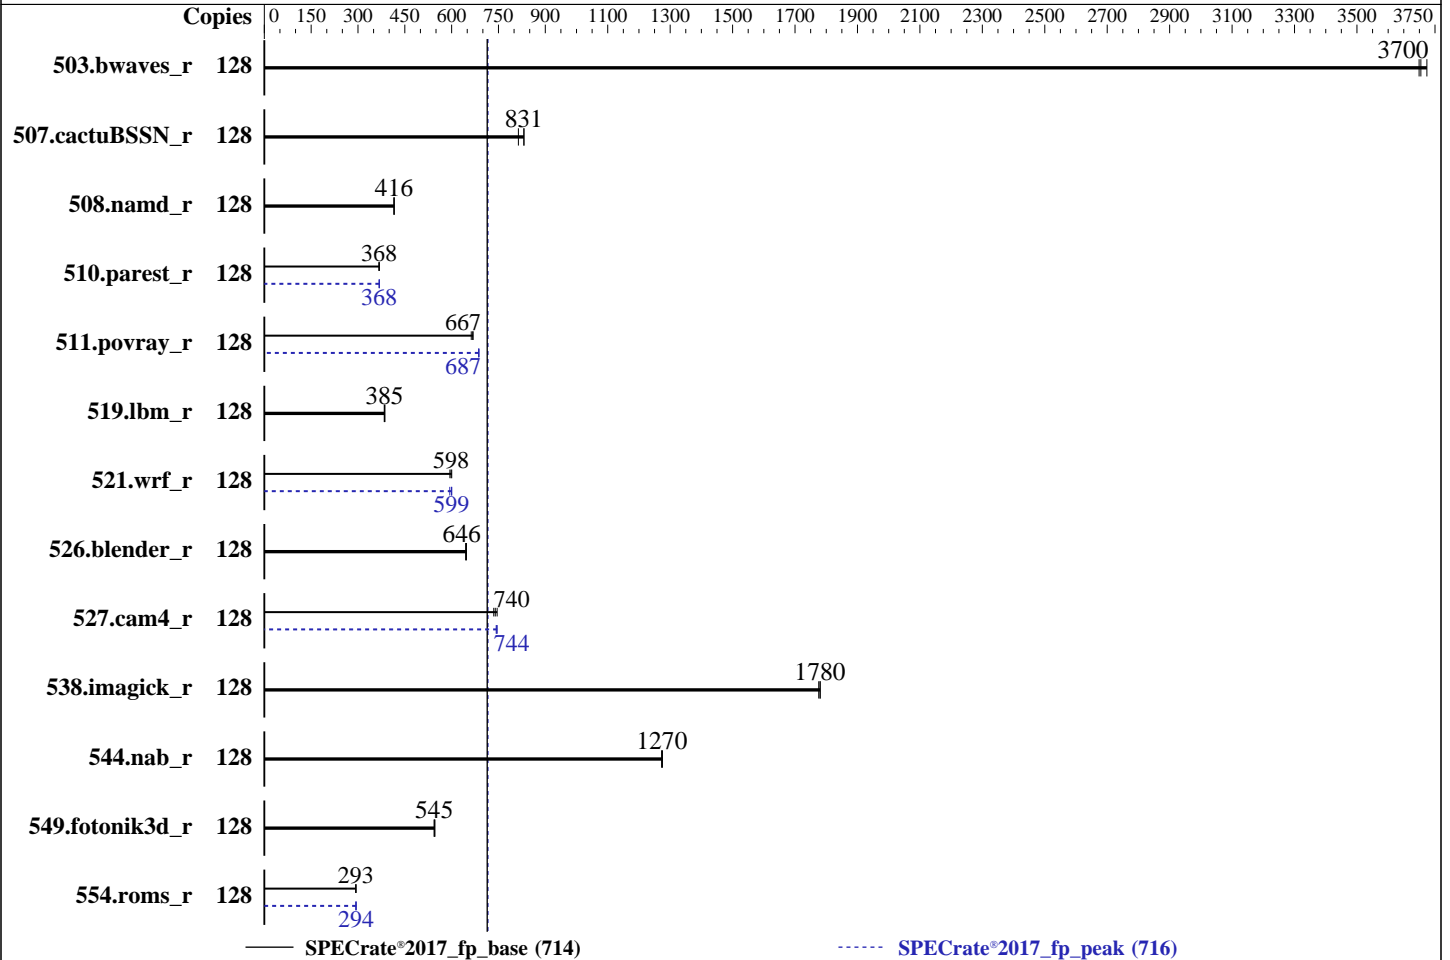 Copies 0 150 300 450 600 750 900 1100 1300 1500 1700 1900 2100 2300 2500 2700 2900 3100 3300 3500 3750
503.bwaves_r 128 3700
507.cactuBSSN_r 128 831
508.namd_r 128 416
510.parest_r 128 368
368
511.povray_r 128 667
687
519.lbm_r 128 385
521.wrf_r 128 598
599
526.blender_r 128 646
527.cam4_r 128 740
744
538.imagick_r 128 1780
544.nab_r 128 1270
549.fotonik3d_r 128 545
554.roms_r 128 293
294
SPECrate®2017_fp_base (714) SPECrate®2017_fp_peak (716)